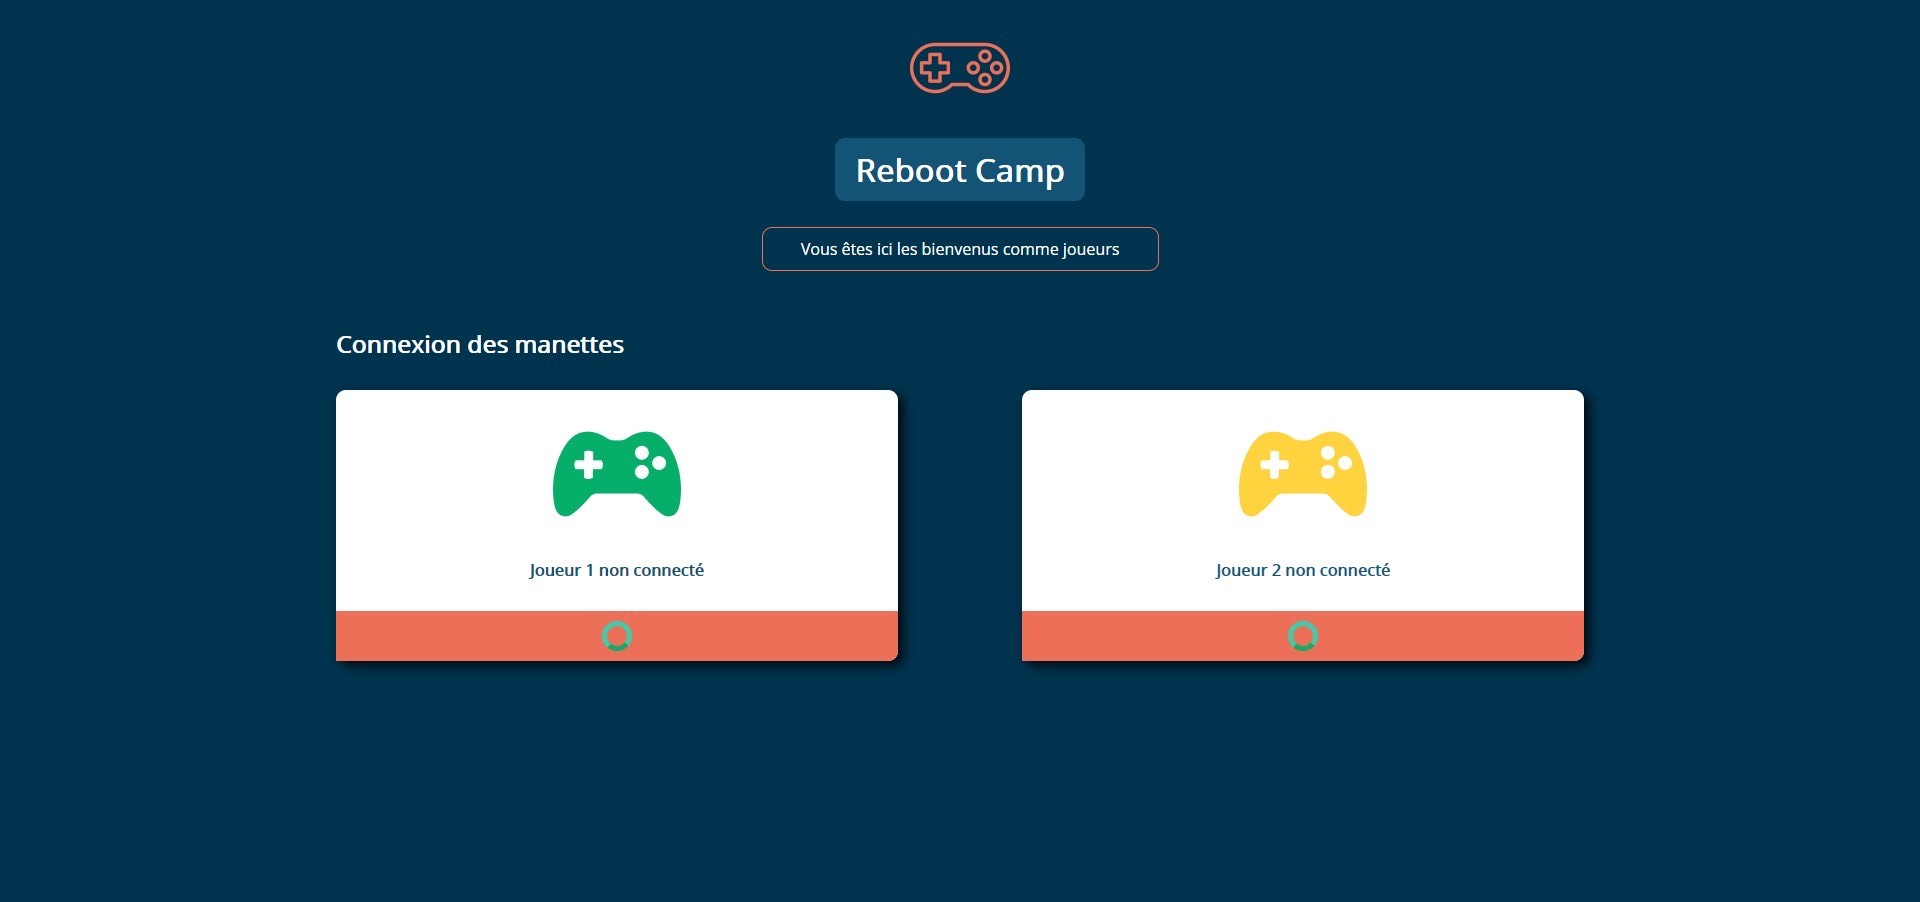 Reboot Camp
Vous êtes ici les bienvenus comme joueurs
Connexion des manettes
Joueur 1 non connecté
Joueur 2 non connecté